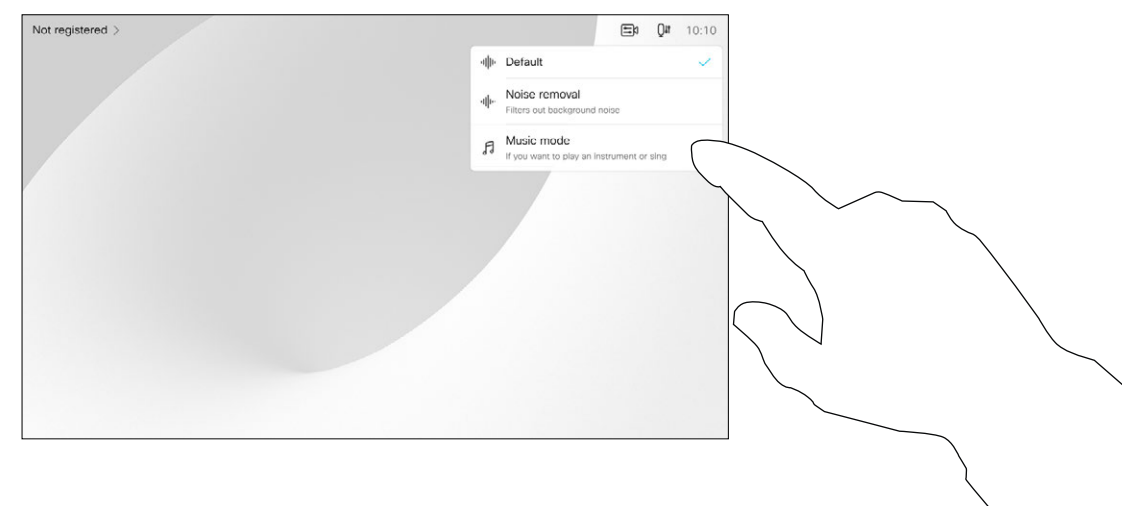 Not registered >
10:10
Default
Noise removal
Filters out background noise
Music mode
If you want to play an instrument or sing